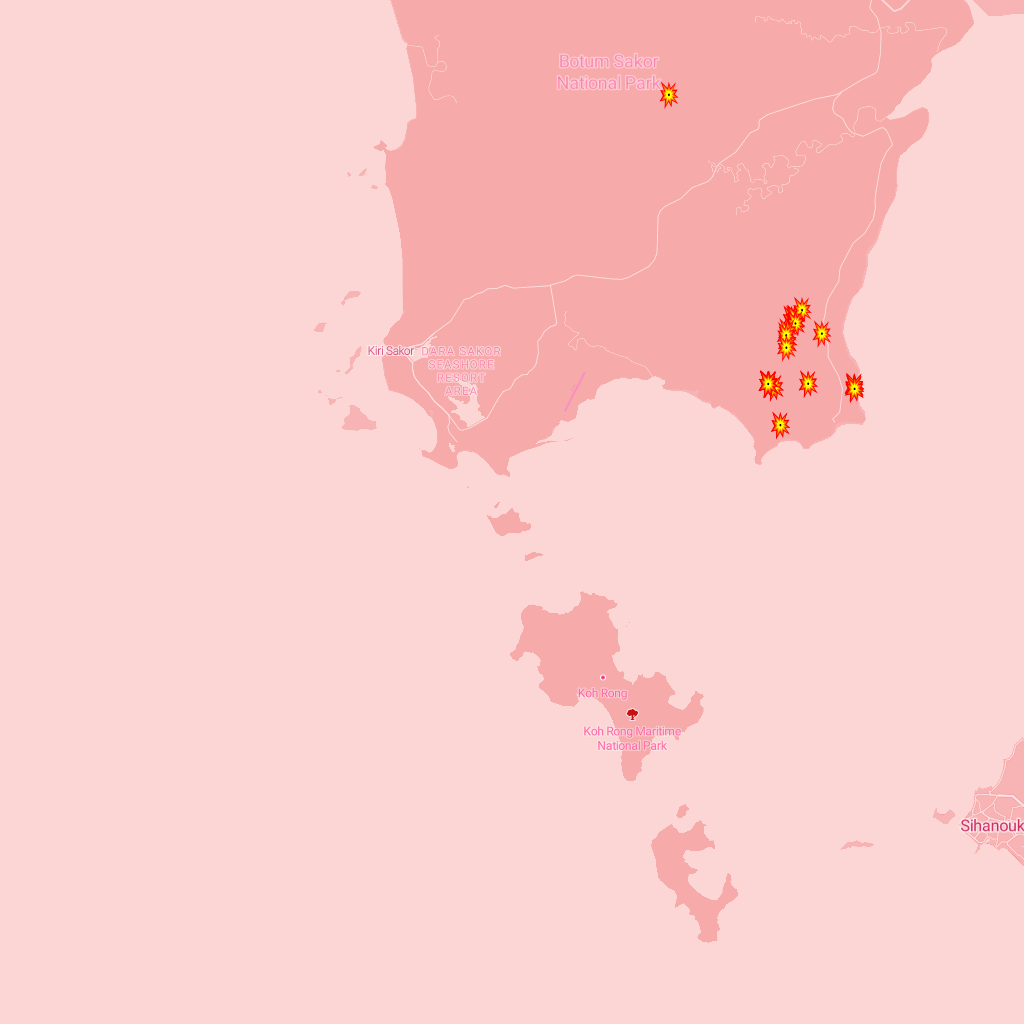 Botum Sakor
National Park
Kiri Sakor
DARA SAKOR
SEASHORE
RESORT
AREA
Koh Rong
Koh Rong Maritime
National Park
Sihanouk